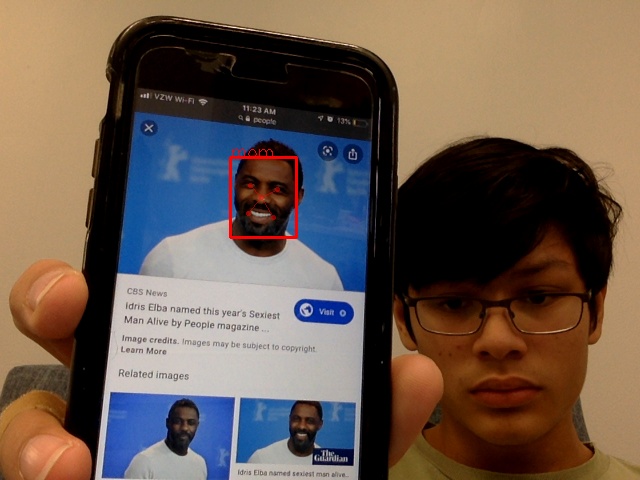 VZW Wi-Fi
11:23 AM
13%
people
mom
CBS News
Idris Elba named this year's Sexiest
Man Alive by People magazine ...
Visit
Image credits. Images may be subject to copyright.
Learn More
Related images
The
Guardian
Idris Elba named sexiest man alive...